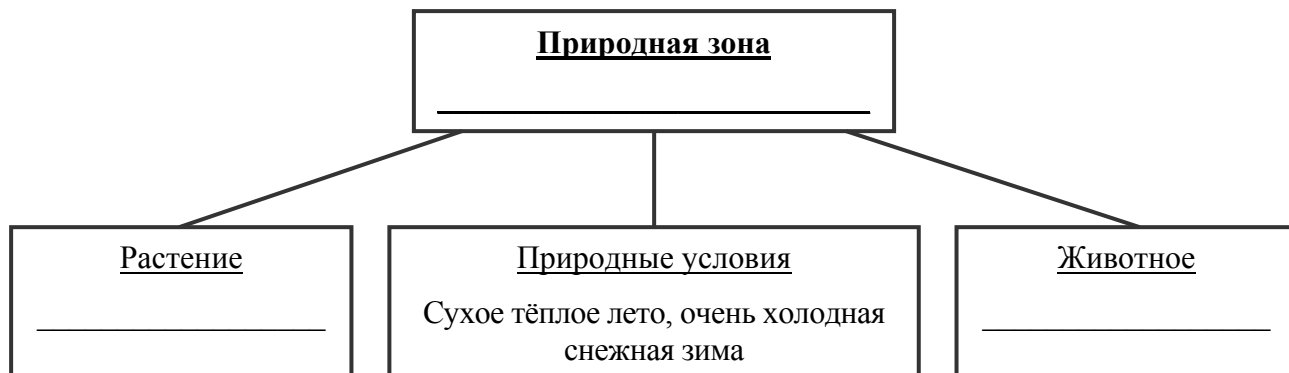 Природная зона
Растение
Природные условия
Животное
Сухое тёплое лето, очень холодная
снежная зима